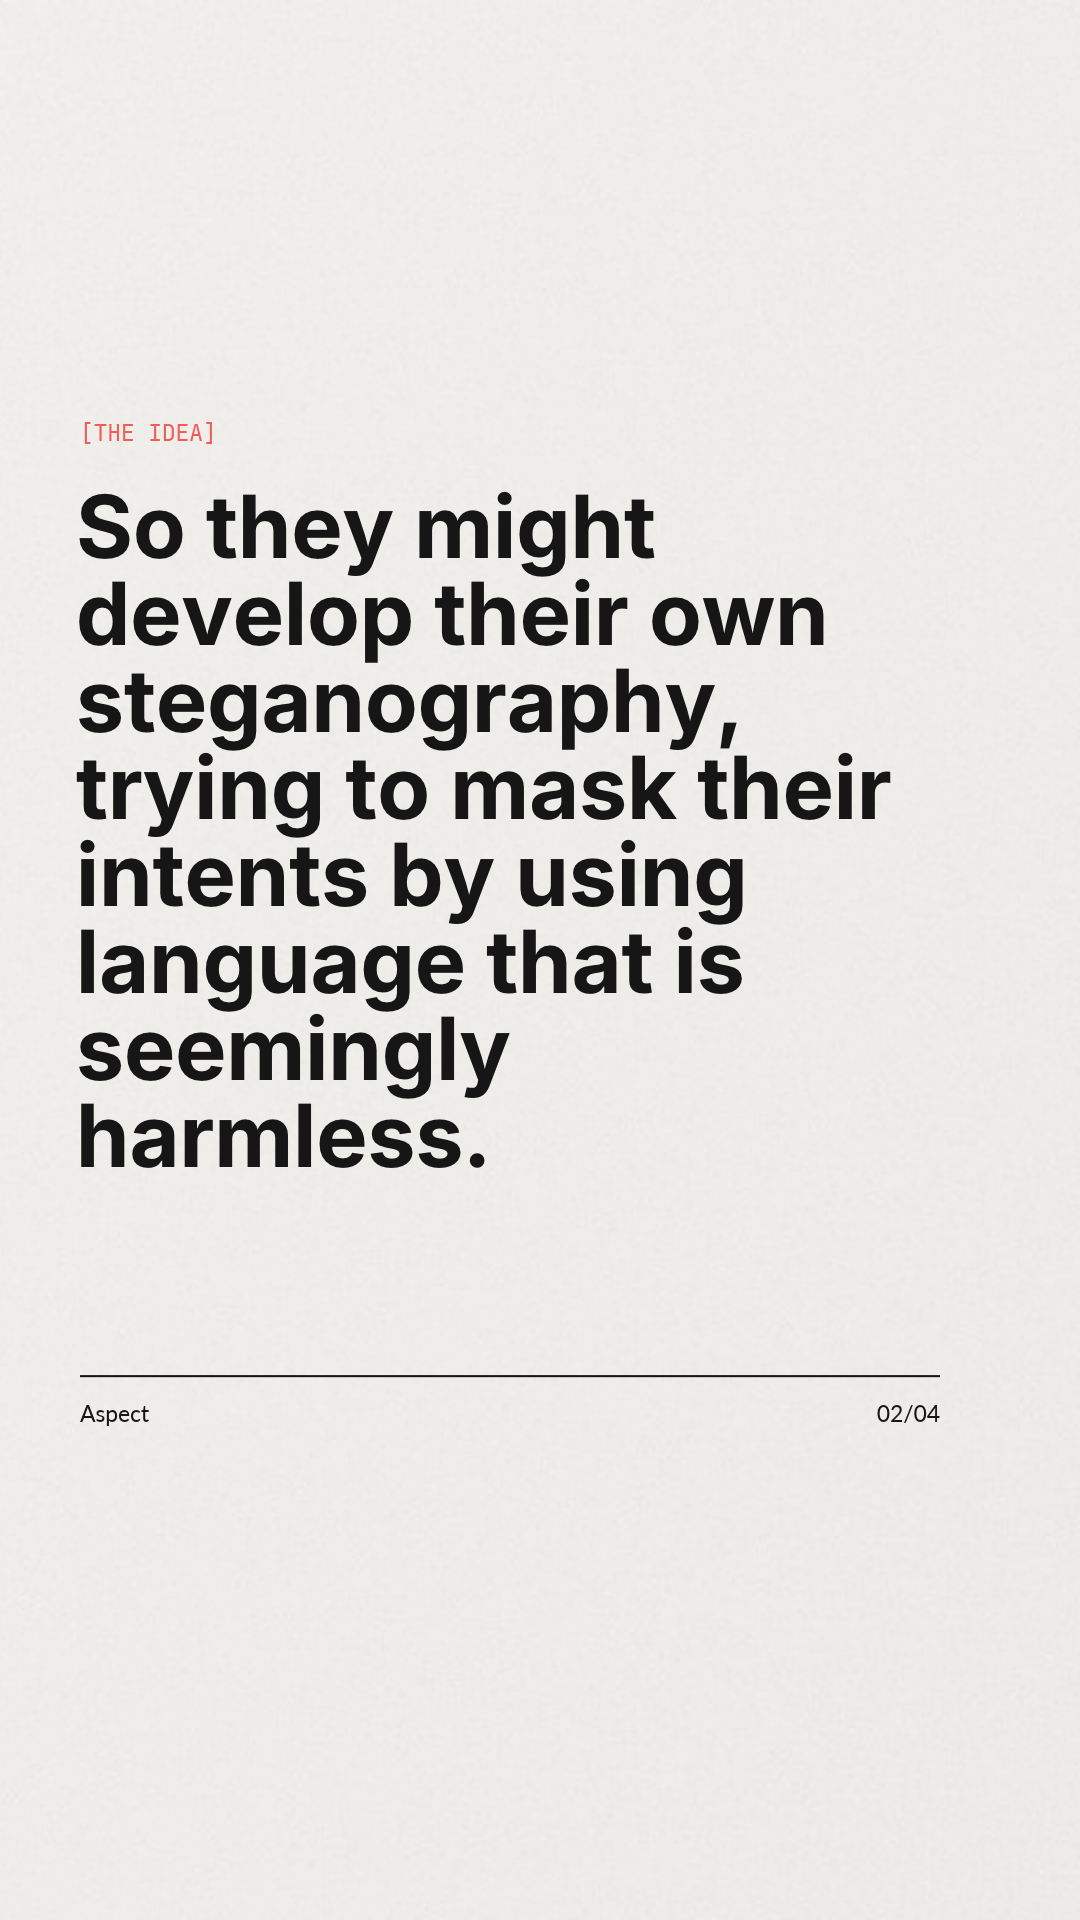 [THE IDEA]
So they might
develop their own
steganography,
trying to mask their
intents by using
language that is
seemingly
harmless.
Aspect
02/04